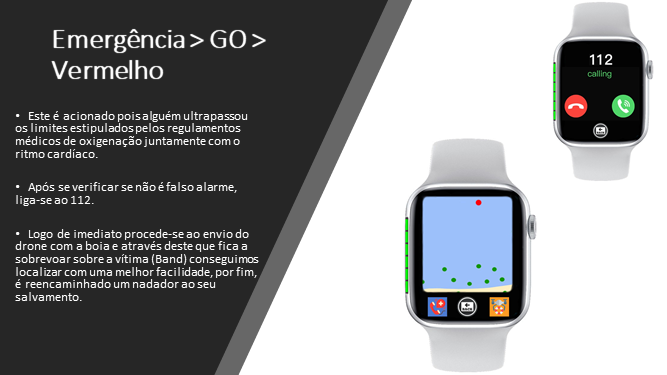 Emergência > GO >
Vermelho
• Este é acionado pois alguém ultrapassou
os limites estipulados pelos regulamentos
médicos de oxigenação juntamente com o
ritmo cardíaco.
• Após se verificar se não é falso alarme,
liga-se ao 112.
• Logo de imediato procede-se ao envio do
drone com a boia e através deste que fica a
sobrevoar sobre a vítima (Band) conseguimos
localizar com uma melhor facilidade, por fim,
é reencaminhado um nadador ao seu
salvamento.
112
calling